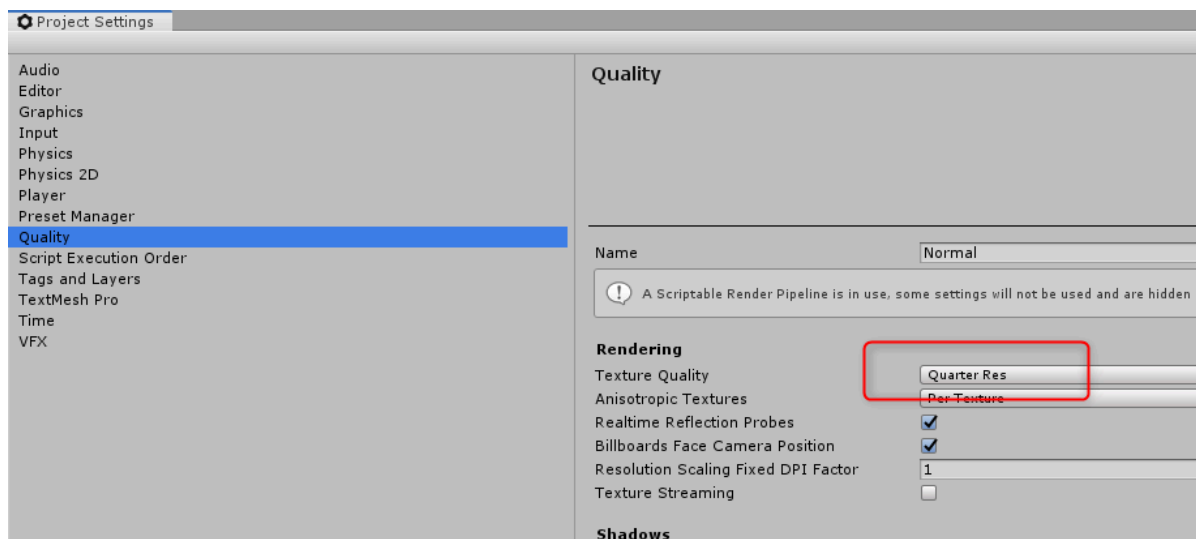 Project Settings
Audio
Editor
Graphics
Input
Physics
Physics 2D
Player
Preset Manager
Quality
Script Execution Order
Tags and Layers
TextMesh Pro
Time
VFX
Quality
Name Normal
A Scriptable Render Pipeline is in use, some settings will not be used and are hidden
Rendering
Texture Quality Quarter Res
Anisotropic Textures Per Texture
Realtime Reflection Probes
Billboards Face Camera Position
Resolution Scaling Fixed DPI Factor 1
Texture Streaming
Shadows